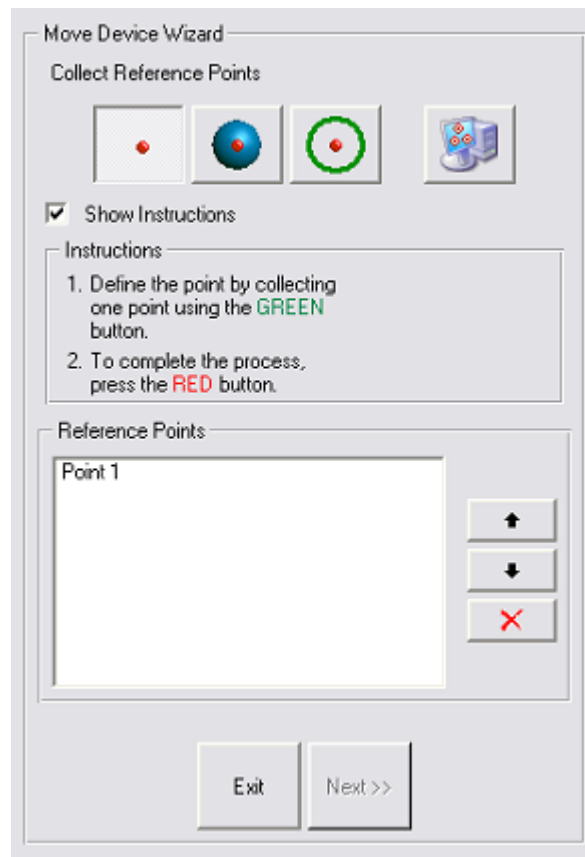 Move Device Wizard
Collect Reference Points
Show Instructions
Instructions
1. Define the point by collecting
one point using the GREEN
button.
2. To complete the process,
press the RED button.
Reference Points
Point 1
Exit
Next >>